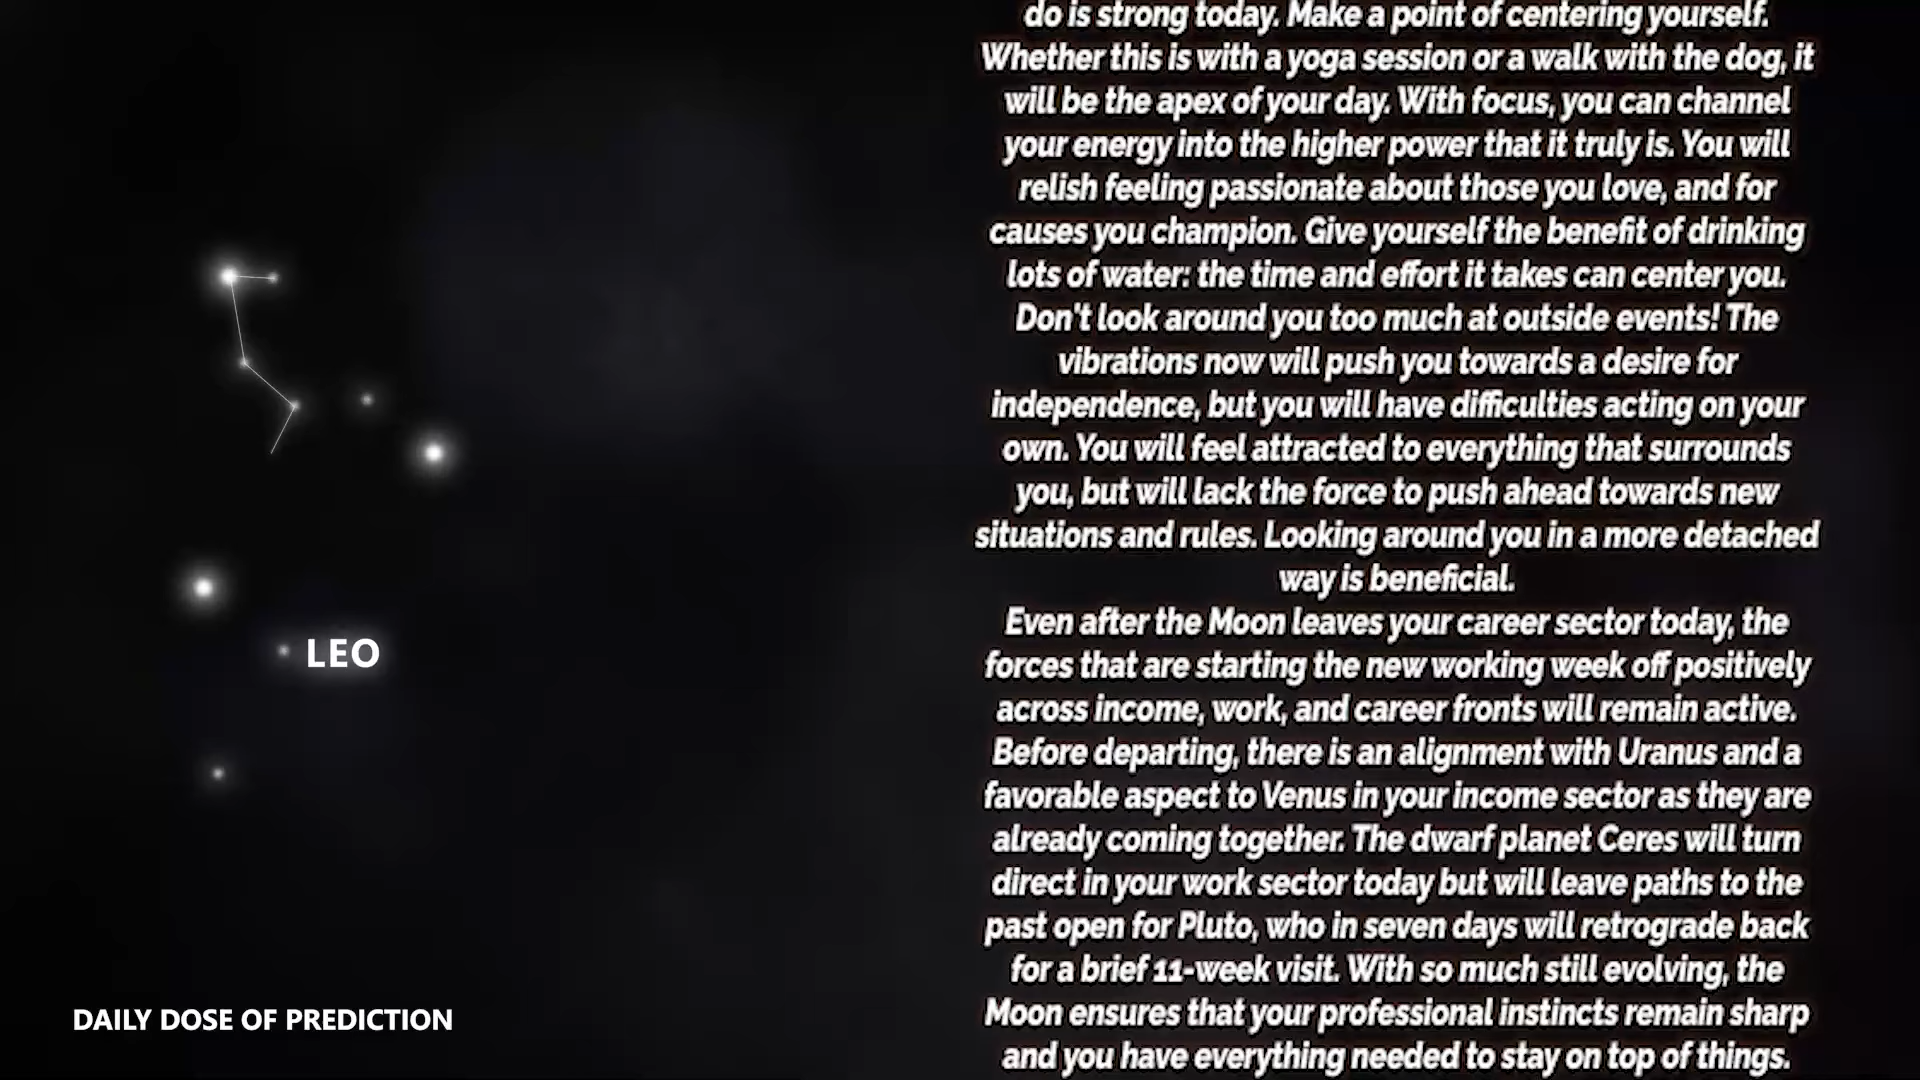 do is strong today. Make a point of centering yourself.
Whether this is with a yoga session or a walk with the dog, it
will be the apex of your day. With focus, you can channel
your energy into the higher power that it truly is. You will
relish feeling passionate about those you love, and for
causes you champion. Give yourself the benefit of drinking
lots of water: the time and effort it takes can center you.
Don't look around you too much at outside events! The
vibrations now will push you towards a desire for
independence, but you will have difficulties acting on your
own. You will feel attracted to everything that surrounds
you, but will lack the force to push ahead towards new
situations and rules. Looking around you in a more detached
way is beneficial.
Even after the Moon leaves your career sector today, the
forces that are starting the new working week off positively
across income, work, and career fronts will remain active.
Before departing, there is an alignment with Uranus and a
favorable aspect to Venus in your income sector as they are
already coming together. The dwarf planet Ceres will turn
direct in your work sector today but will leave paths to the
past open for Pluto, who in seven days will retrograde back
for a brief 11-week visit. With so much still evolving, the
Moon ensures that your professional instincts remain sharp
and you have everything needed to stay on top of things.
LEO
DAILY DOSE OF PREDICTION